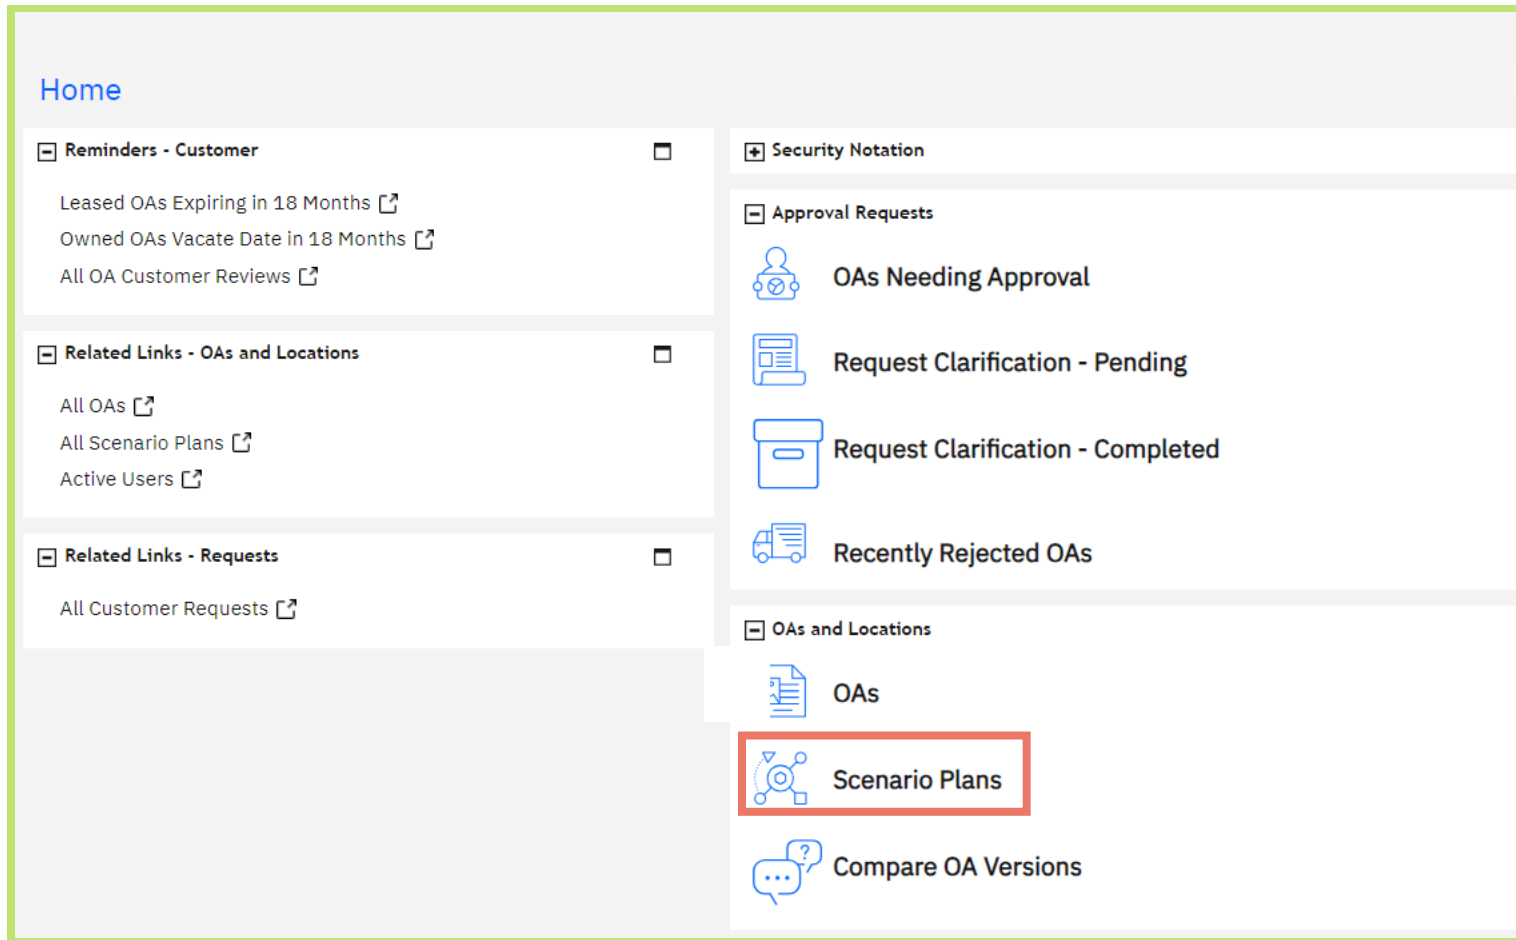 Home
Reminders - Customer
Leased OAs Expiring in 18 Months
Owned OAs Vacate Date in 18 Months
All OA Customer Reviews
Related Links - OAs and Locations
All OAs
All Scenario Plans
Active Users
Related Links - Requests
All Customer Requests
Security Notation
Approval Requests
OAs Needing Approval
Request Clarification - Pending
Request Clarification - Completed
Recently Rejected OAs
OAs and Locations
OAs
Scenario Plans
Compare OA Versions